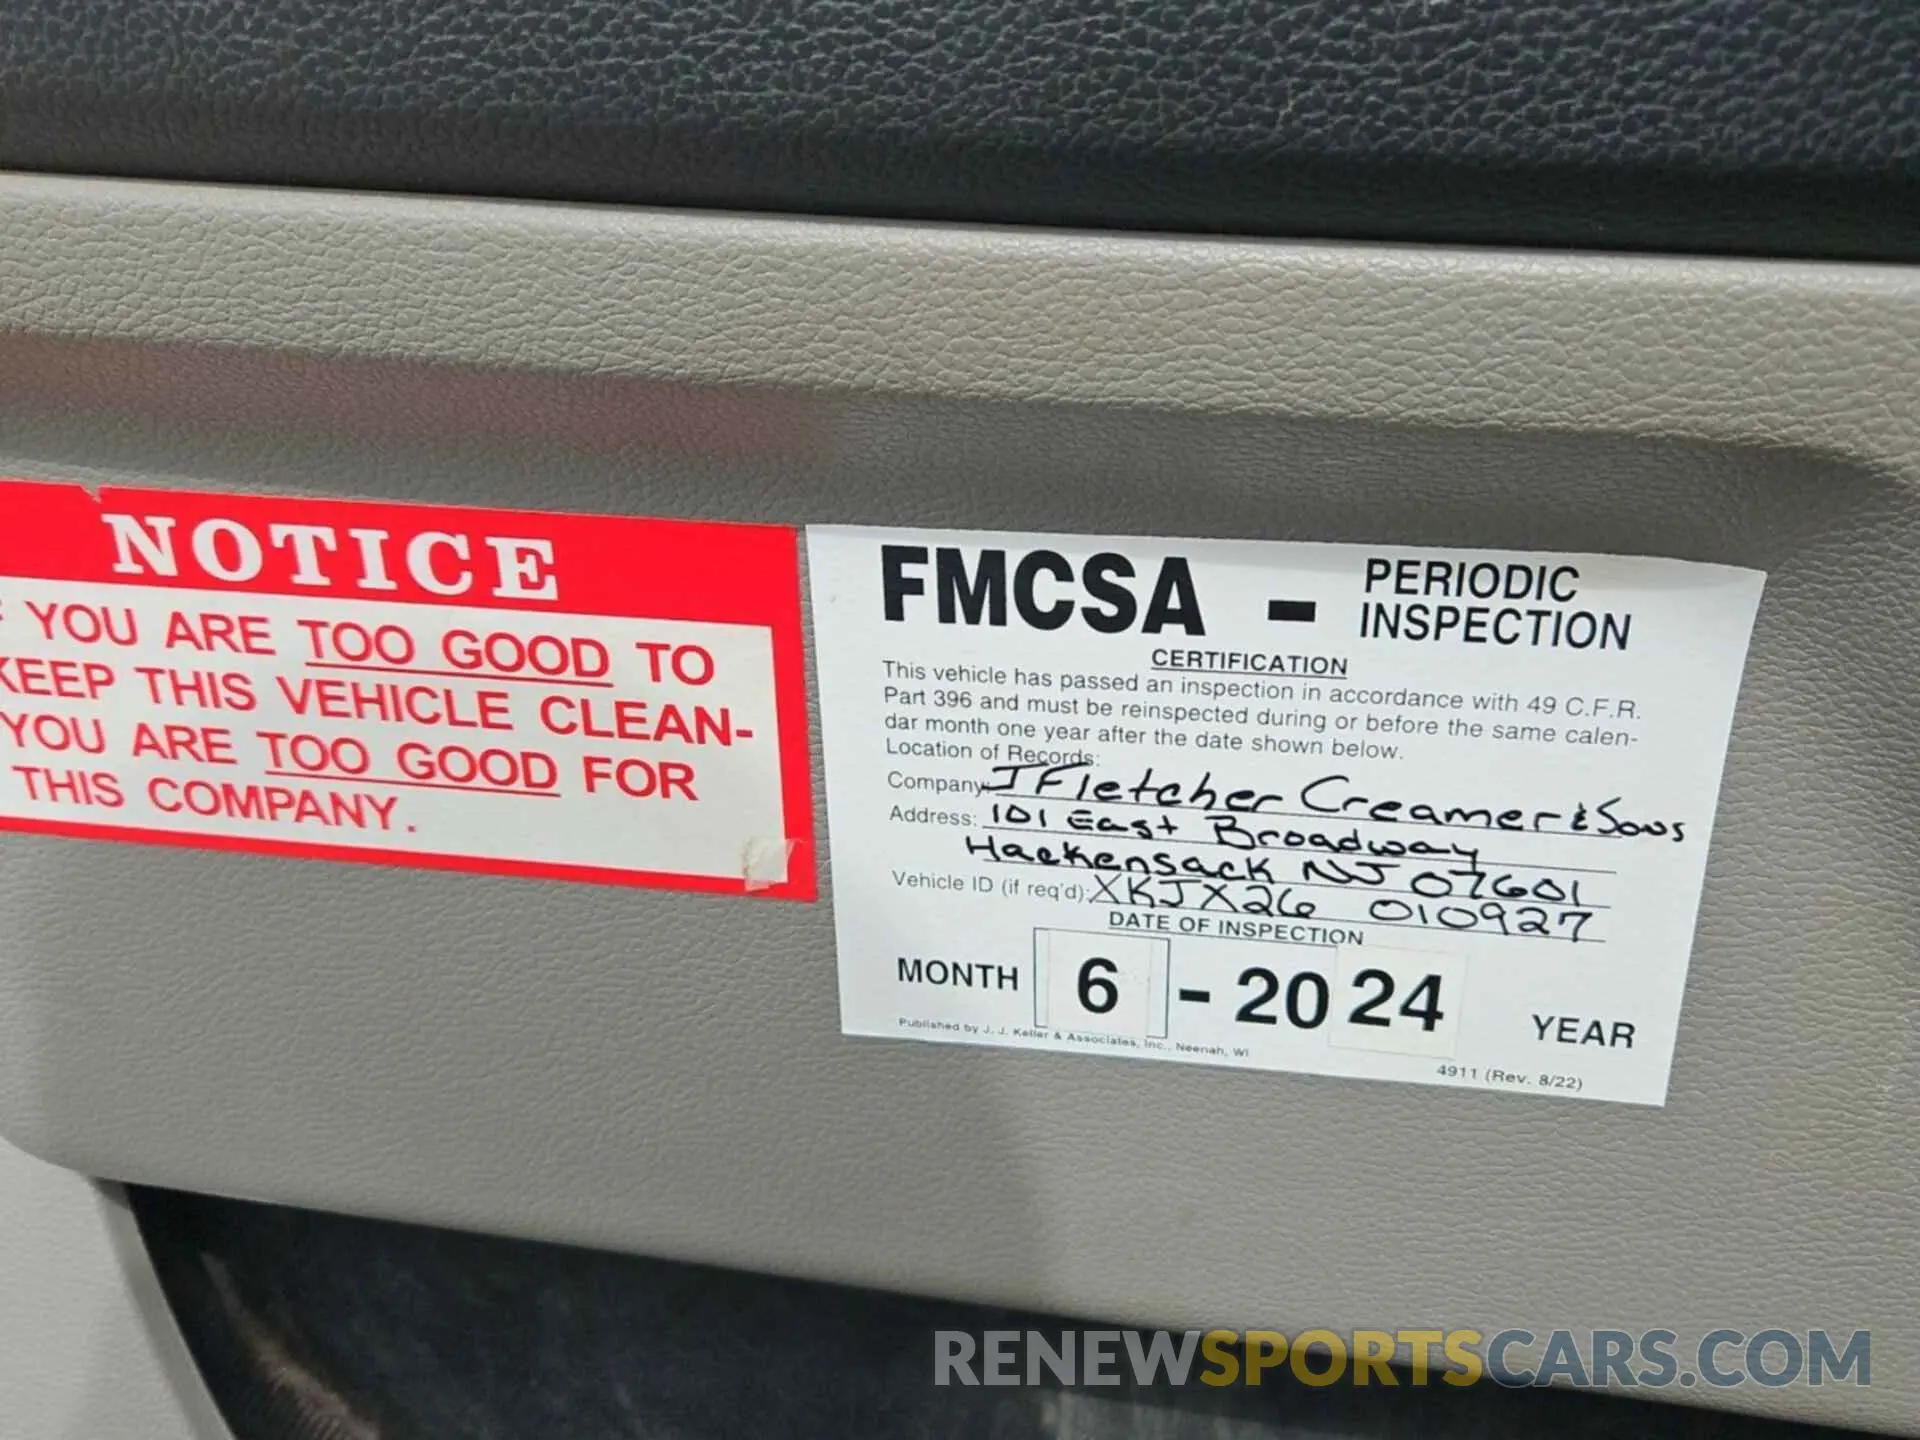 NOTICE
YOU ARE TOO GOOD TO
KEEP THIS VEHICLE CLEAN-
YOU ARE TOO GOOD FOR
THIS COMPANY.
FMCSA - PERIODIC
INSPECTION
CERTIFICATION
This vehicle has passed an inspection in accordance with 49 C.F.R.
Part 396 and must be reinspected during or before the same calen-
dar month one year after the date shown below.
Location of Records:
Company: J Fletcher Creamer & Sons
Address: 101 East Broadway
Hackensack NJ 07601
Vehicle ID (if req'd): XKJX26 010927
DATE OF INSPECTION
MONTH 6 - 2024 YEAR
Published by J. J. Keller & Associates, Inc., Neenah, WI
4911 (Rev. 8/22)
RENEWSPORTSCARS.COM